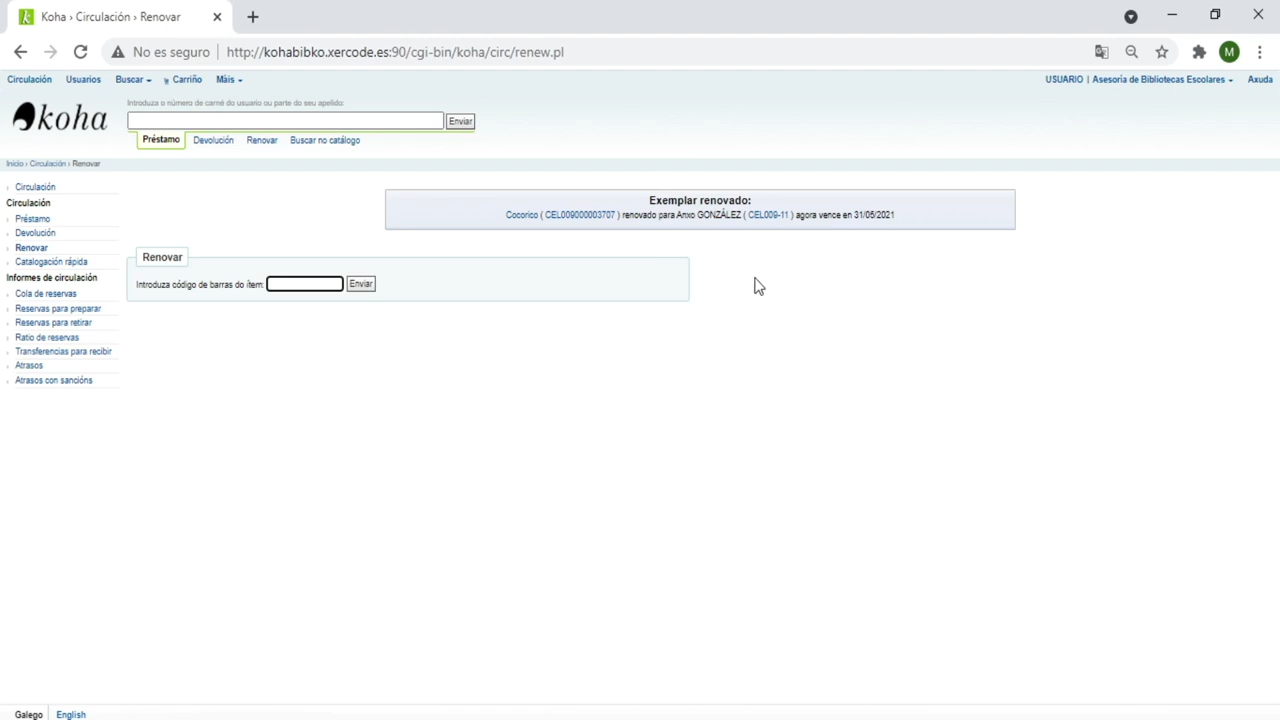 Koha › Circulación › Renovar
No es seguro
http://kohabibko.xercode.es:90/cgi-bin/koha/circ/renew.pl
M
Circulación Usuarios Buscar Carriño Máis
USUARIO | Asesoría de Bibliotecas Escolares Axuda
koha
Introduza o número de carné do usuario ou parte do seu apelido:
Enviar
Préstamo Devolución Renovar Buscar no catálogo
Inicio › Circulación › Renovar
Circulación
Circulación
Préstamo
Devolución
Renovar
Catalogación rápida
Informes de circulación
Cola de reservas
Reservas para preparar
Reservas para retirar
Ratio de reservas
Transferencias para recibir
Atrasos
Atrasos con sancións
Exemplar renovado:
Cocorico ( CEL009000003707 ) renovado para Anxo GONZÁLEZ ( CEL009-11 ) agora vence en 31/05/2021
Renovar
Introduza código de barras do ítem: Enviar
Galego English